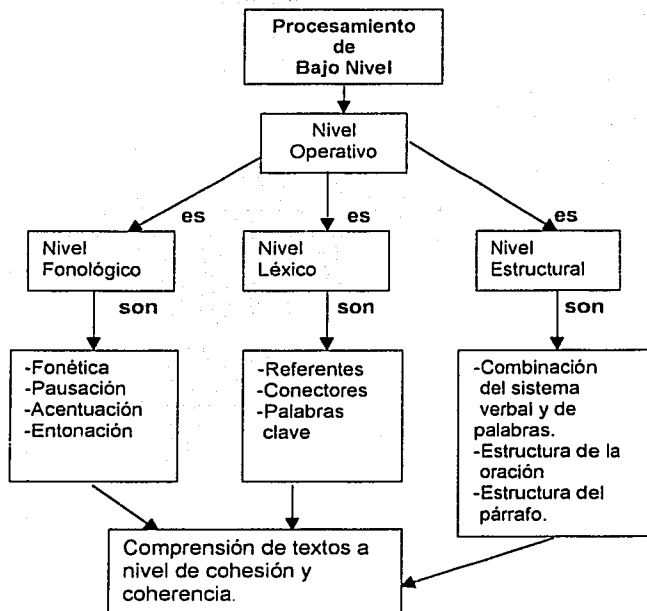 Procesamiento
de
Bajo Nivel
Nivel
Operativo
es
es
es
Nivel
Fonológico
Nivel
Léxico
Nivel
Estructural
son
son
son
-Fonética
-Pausación
-Acentuación
-Entonación
-Referentes
-Conectores
-Palabras
clave
-Combinación
del sistema
verbal y de
palabras.
-Estructura de la
oración
-Estructura del
párrafo.
Comprensión de textos a
nivel de cohesión y
coherencia.